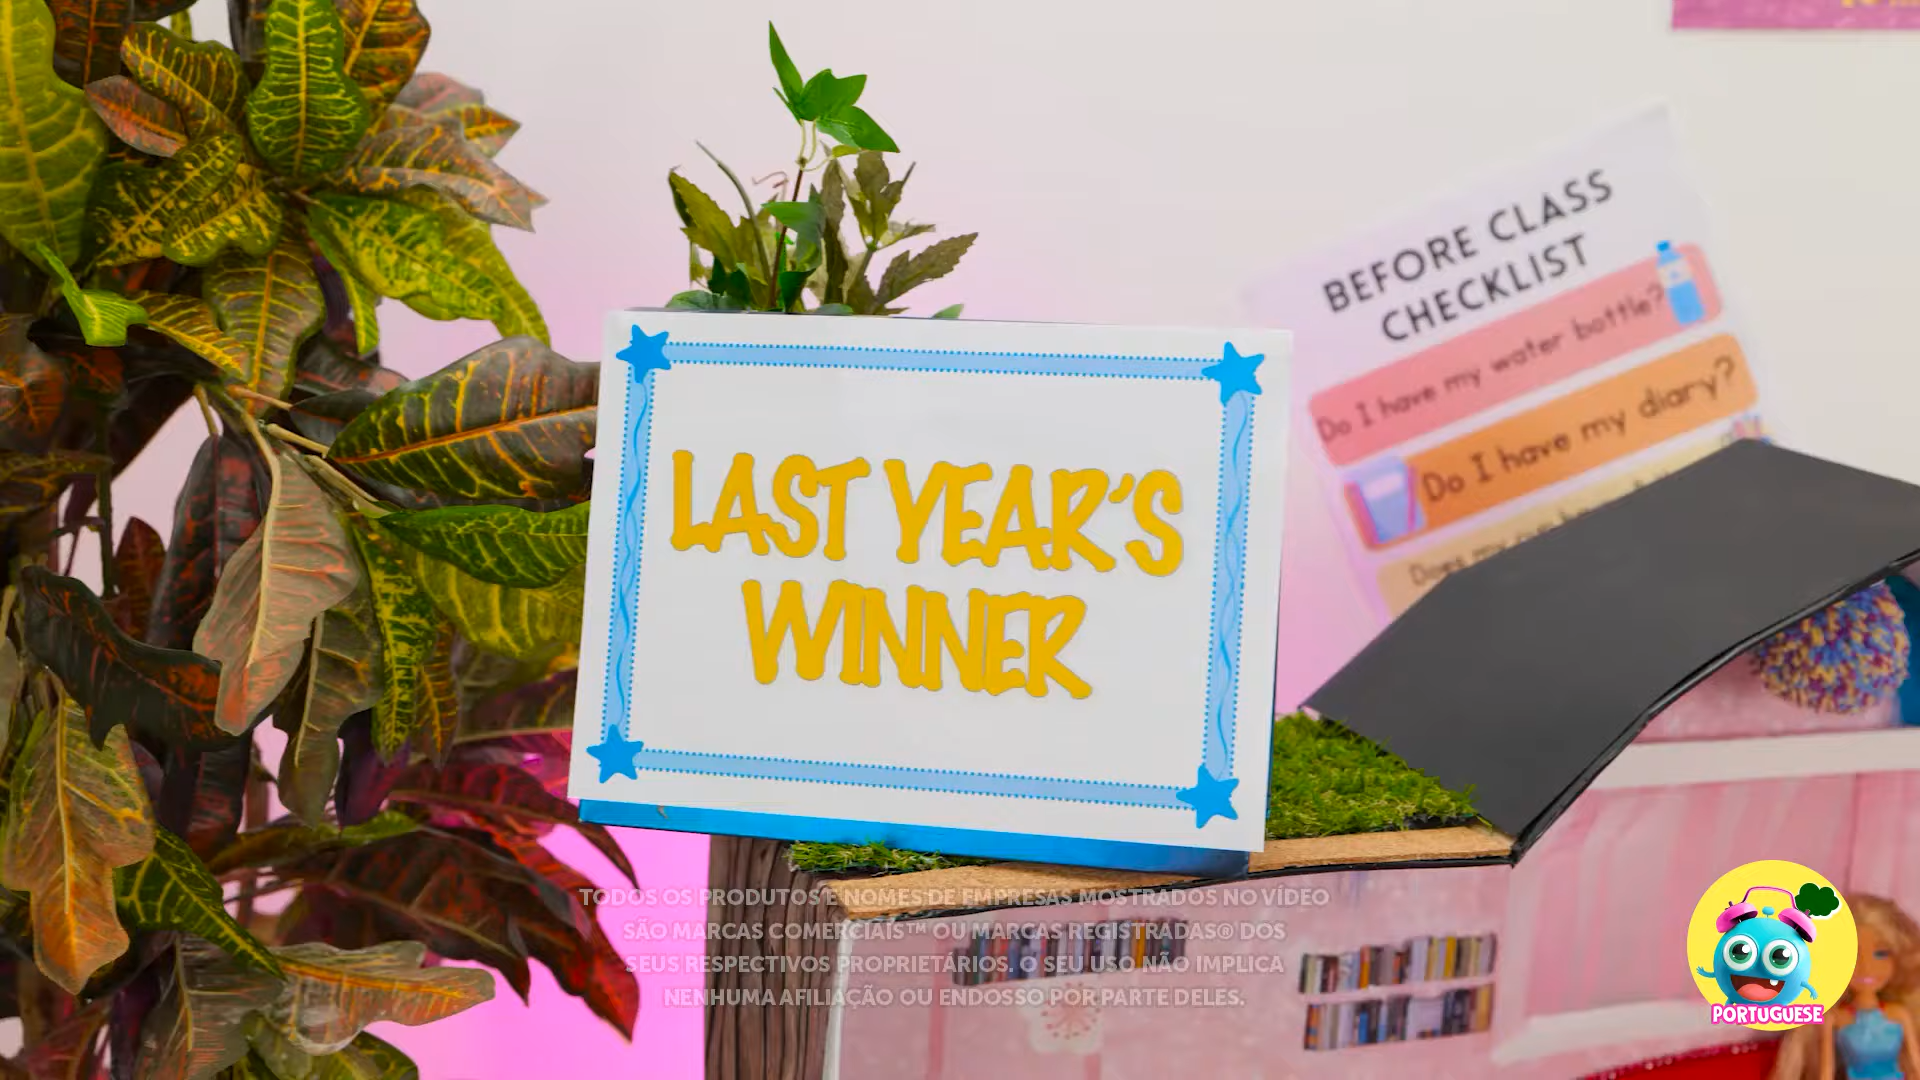 BEFORE CLASS
CHECKLIST
Do I have my water bottle?
Do I have my diary?
LAST YEAR'S
WINNER
TODOS OS PRODUTOS E NOMES DE EMPRESAS MOSTRADOS NO VÍDEO
SÃO MARCAS COMERCIAIS™ OU MARCAS REGISTRADAS® DOS
SEUS RESPECTIVOS PROPRIETÁRIOS. O SEU USO NÃO IMPLICA
NENHUMA AFILIAÇÃO OU ENDOSSO POR PARTE DELES.
PORTUGUESE